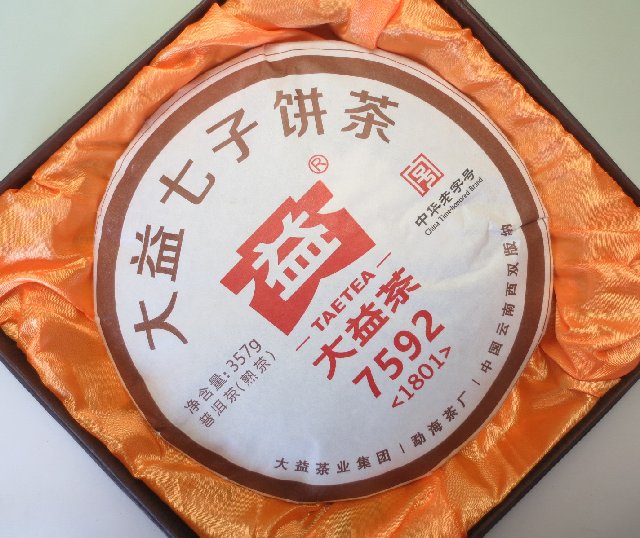 大益七子饼茶
®
益
中华老字号
China Time-honored Brand
— TAETEA —
大益茶
7592
<1801>
净含量: 357g
普洱茶(熟茶)
大益茶业集团 | 勐海茶厂 | 中国云南西双版纳